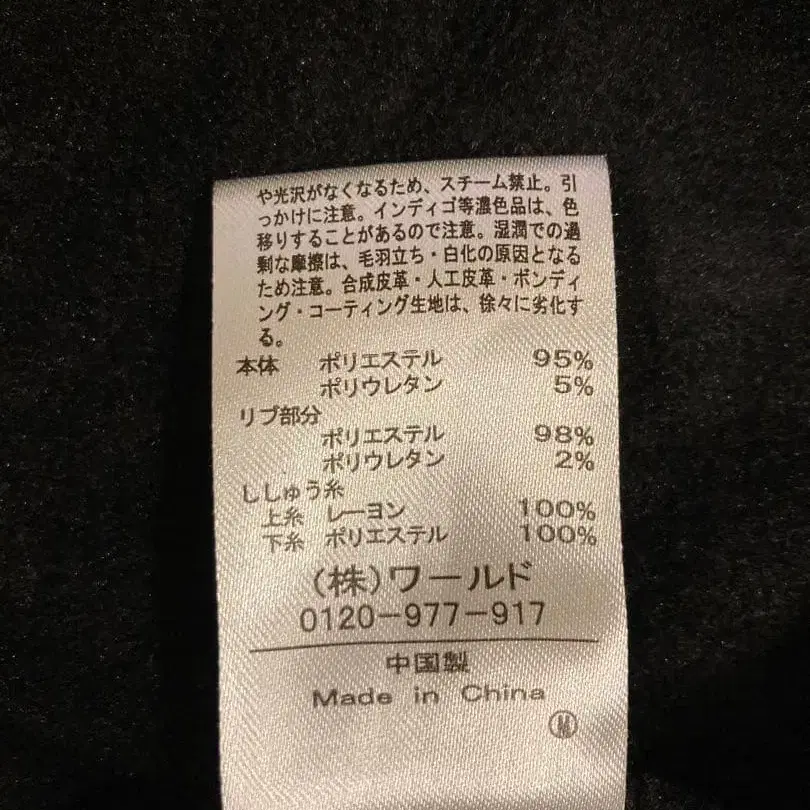 や光沢がなくなるため、スチーム禁止。引
っかけに注意。インディゴ等濃色品は、色
移りすることがあるので注意。湿潤での過
剰な摩擦は、毛羽立ち・白化の原因となる
ため注意。合成皮革・人工皮革・ボンディ
ング・コーティング生地は、徐々に劣化す
る。
本体 ポリエステル 95%
ポリウレタン 5%
リブ部分
ポリエステル 98%
ポリウレタン 2%
ししゅう糸
上糸 レーヨン 100%
下糸 ポリエステル 100%
(株)ワールド
0120-977-917
中国製
Made in China
Ⓜ